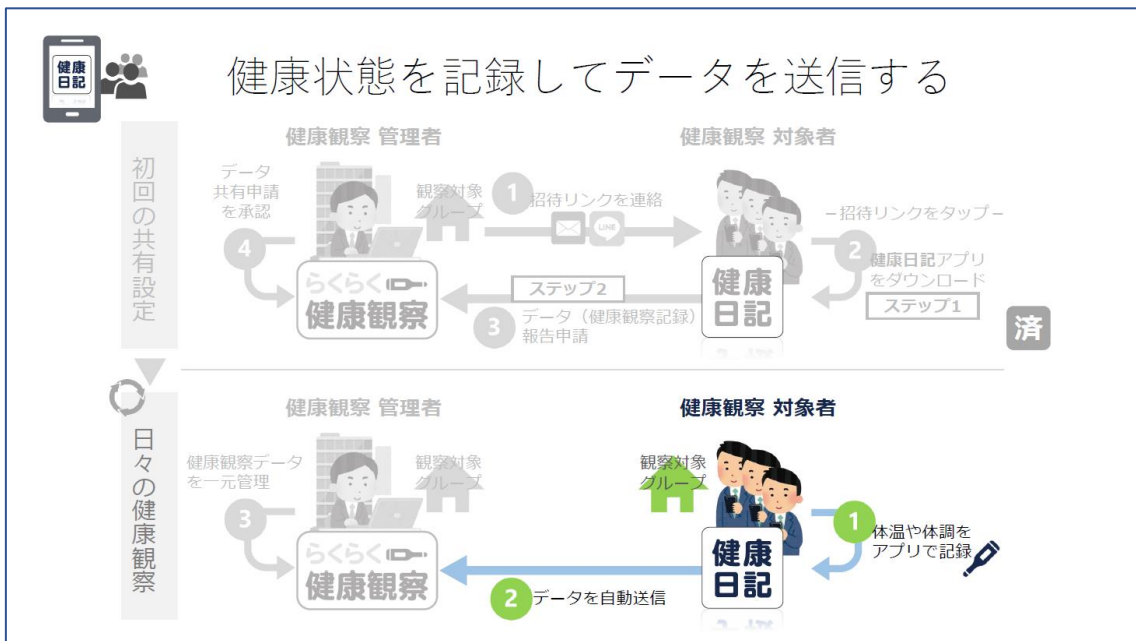 健康
日記
健康状態を記録してデータを送信する
初回の共有設定
健康観察 管理者
健康観察 対象者
データ
共有申請
を承認
4
観察対象
グループ
1
招待リンクを連絡
LINE
－招待リンクをタップ－
2
健康日記アプリ
をダウンロード
ステップ1
らくらく
健康観察
ステップ2
3
データ（健康観察記録）
報告申請
健康
日記
済
日々の健康観察
健康観察 管理者
健康観察 対象者
健康観察データ
を一元管理
3
観察対象
グループ
観察対象
グループ
1
体温や体調を
アプリで記録
らくらく
健康観察
2
データを自動送信
健康
日記